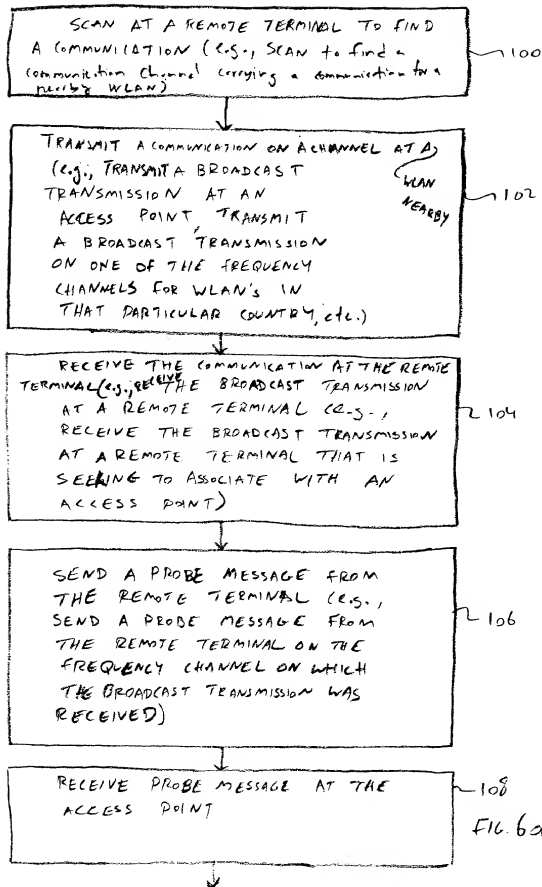 SCAN AT A REMOTE TERMINAL TO FIND
A COMMUNICATION (e.g., SCAN to find a
communication channel carrying a communication for a
nearby WLAN)
100
TRANSMIT A COMMUNICATION ON A CHANNEL AT A
WLAN
NEARBY
(e.g., TRANSMIT A BROADCAST
TRANSMISSION AT AN
ACCESS POINT, TRANSMIT
A BROADCAST TRANSMISSION
ON ONE OF THE FREQUENCY
CHANNELS FOR WLAN's IN
THAT PARTICULAR COUNTRY, etc.)
102
RECEIVE THE COMMUNICATION AT THE REMOTE
TERMINAL (e.g., RECEIVE THE BROADCAST TRANSMISSION
AT A REMOTE TERMINAL (e.g.,
RECEIVE THE BROADCAST TRANSMISSION
AT A REMOTE TERMINAL THAT IS
SEEKING TO ASSOCIATE WITH AN
ACCESS POINT)
104
SEND A PROBE MESSAGE FROM
THE REMOTE TERMINAL (e.g.,
SEND A PROBE MESSAGE FROM
THE REMOTE TERMINAL ON THE
FREQUENCY CHANNEL ON WHICH
THE BROADCAST TRANSMISSION WAS
RECEIVED)
106
RECEIVE PROBE MESSAGE AT THE
ACCESS POINT
108
FIG. 6a